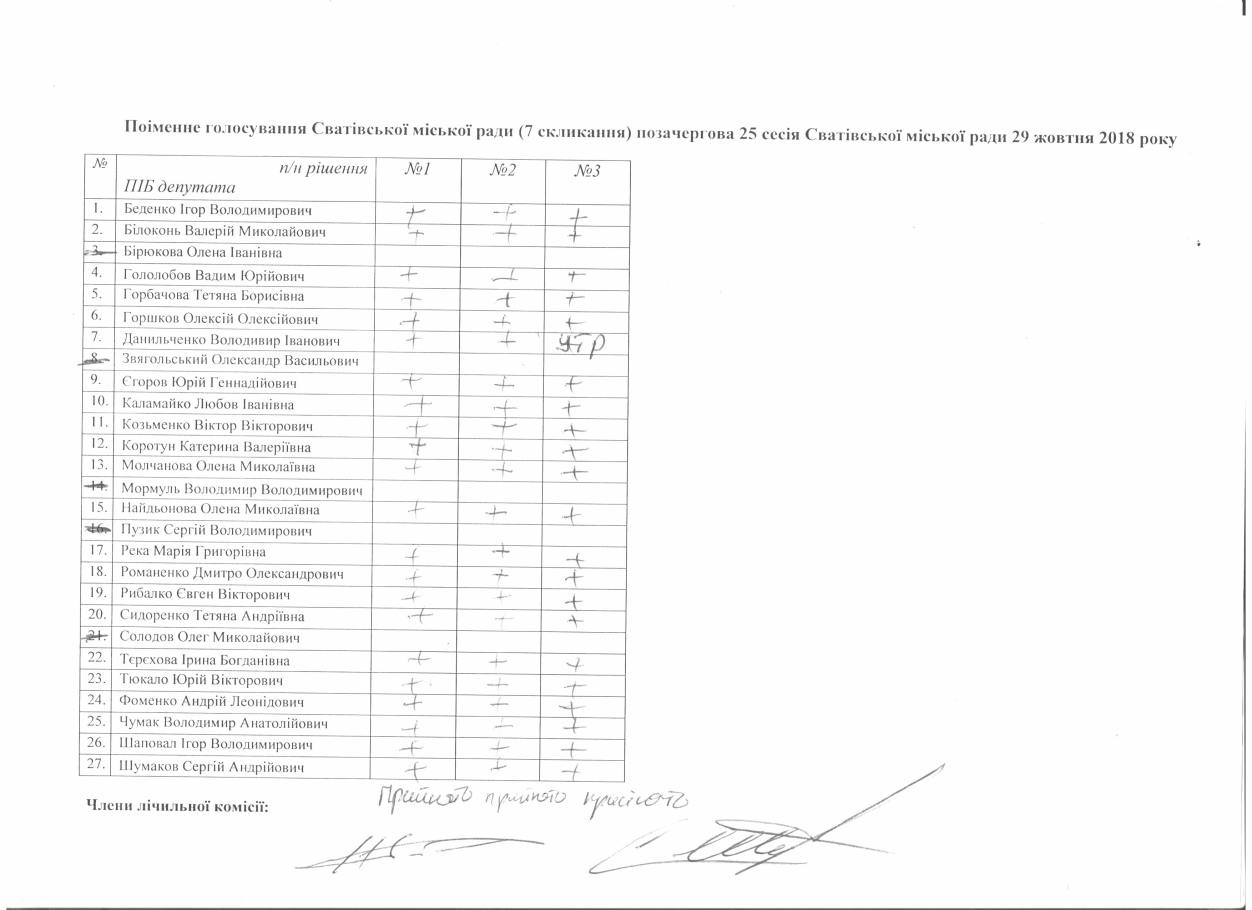 Поіменне голосування Сватівської міської ради (7 скликання) позачергова 25 сесія Сватівської міської ради 29 жовтня 2018 року
№ п/н рішення №1 №2 №3
ПІБ депутата
1. Беденко Ігор Володимирович + + +
2. Білоконь Валерій Миколайович + + +
3. Бірюкова Олена Іванівна
4. Гололобов Вадим Юрійович + + +
5. Горбачова Тетяна Борисівна + + +
6. Горшков Олексій Олексійович + + +
7. Данильченко Володивир Іванович + + УТР
8. Звягольський Олександр Васильович
9. Єгоров Юрій Геннадійович + + +
10. Каламайко Любов Іванівна + + +
11. Козьменко Віктор Вікторович + + +
12. Коротун Катерина Валеріївна + + +
13. Молчанова Олена Миколаївна + + +
14. Мормуль Володимир Володимирович
15. Найдьонова Олена Миколаївна + + +
16. Пузик Сергій Володимирович
17. Река Марія Григорівна + + +
18. Романенко Дмитро Олександрович + + +
19. Рибалко Євген Вікторович + + +
20. Сидоренко Тетяна Андріївна + + +
21. Солодов Олег Миколайович
22. Тєрєхова Ірина Богданівна + + +
23. Тюкало Юрій Вікторович + + +
24. Фоменко Андрій Леонідович + + +
25. Чумак Володимир Анатолійович + + +
26. Шаповал Ігор Володимирович + + +
27. Шумаков Сергій Андрійович + + +
Прийнято прийнято прийнято
Члени лічильної комісії: